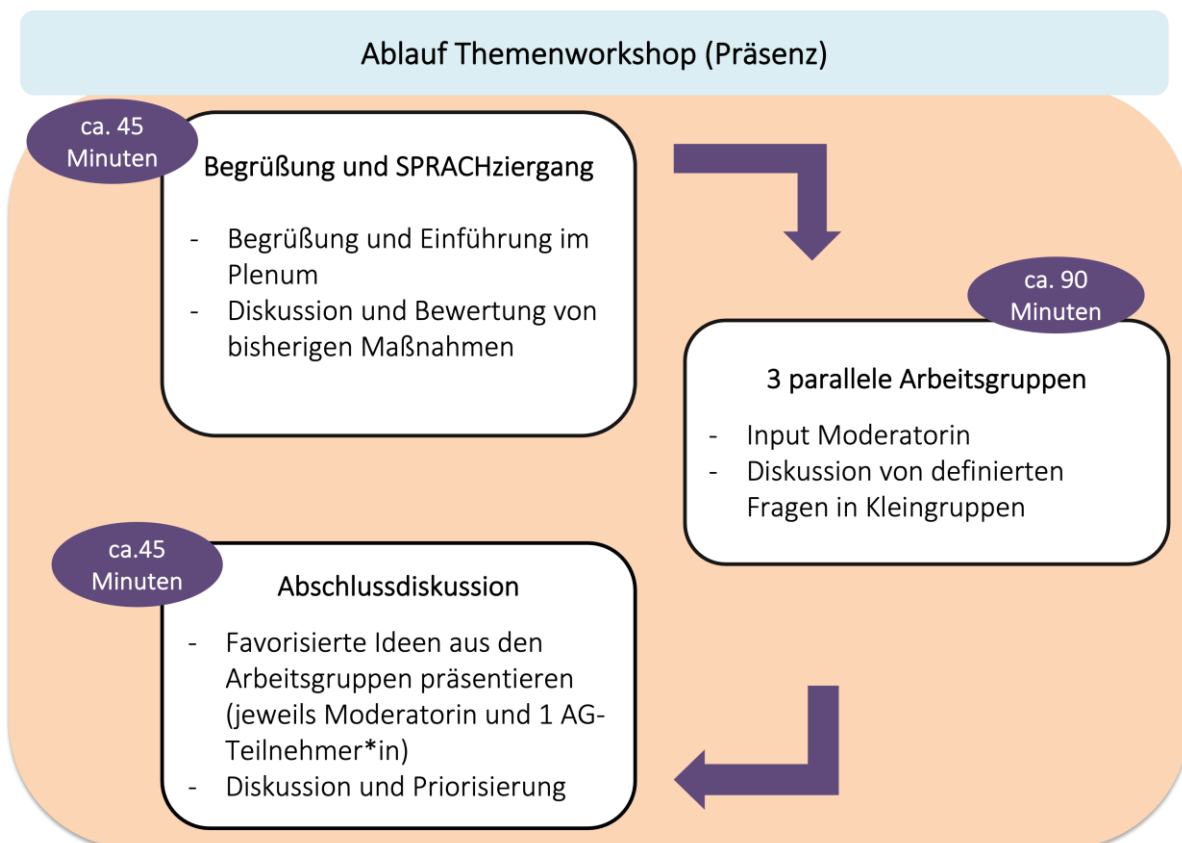 Ablauf Themenworkshop (Präsenz)
ca. 45
Minuten
Begrüßung und SPRACHziergang
- Begrüßung und Einführung im
Plenum
- Diskussion und Bewertung von
bisherigen Maßnahmen
ca. 90
Minuten
3 parallele Arbeitsgruppen
- Input Moderatorin
- Diskussion von definierten
Fragen in Kleingruppen
ca.45
Minuten
Abschlussdiskussion
- Favorisierte Ideen aus den
Arbeitsgruppen präsentieren
(jeweils Moderatorin und 1 AG-
Teilnehmer*in)
- Diskussion und Priorisierung